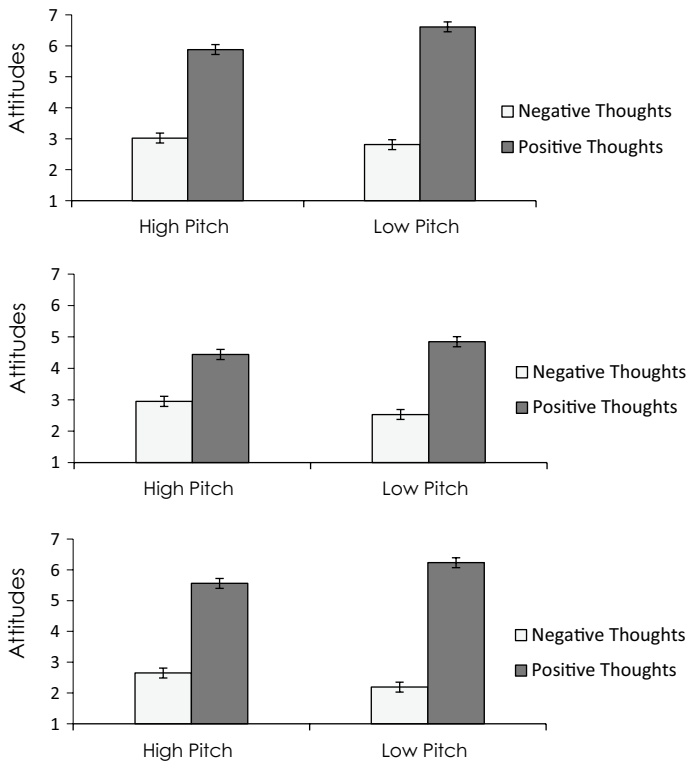 Attitudes
7
6
5
4
3
2
1
High Pitch
Low Pitch
Negative Thoughts
Positive Thoughts
Attitudes
7
6
5
4
3
2
1
High Pitch
Low Pitch
Negative Thoughts
Positive Thoughts
Attitudes
7
6
5
4
3
2
1
High Pitch
Low Pitch
Negative Thoughts
Positive Thoughts